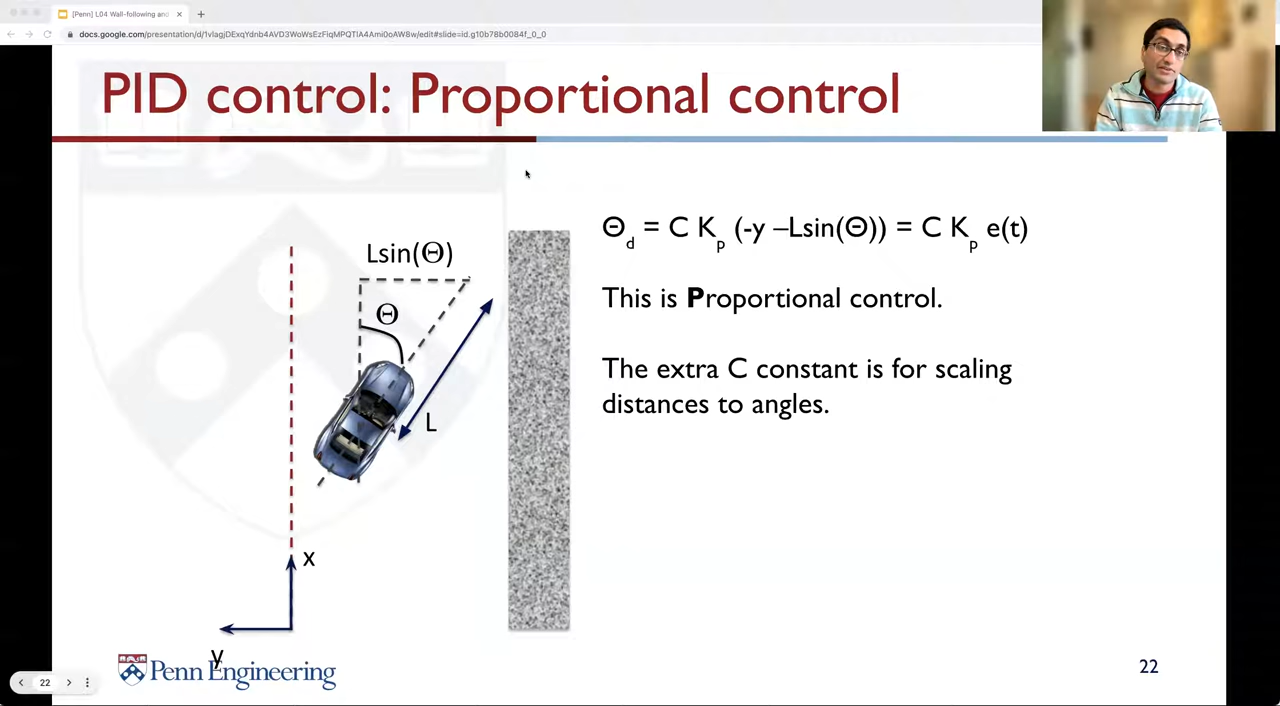 [Penn] L04 Wall-following and
docs.google.com/presentation/d/1vlagjDExqYdnb4AVD3WoWsEzFiqMPQTlA4Ami0oAW8w/edit#slide=id.g10b78b0084f_0_0
PID control: Proportional control
Θd = C Kp (-y –Lsin(Θ)) = C Kp e(t)
Lsin(Θ)
This is Proportional control.
Θ
The extra C constant is for scaling
distances to angles.
L
x
y
Penn Engineering
22
22